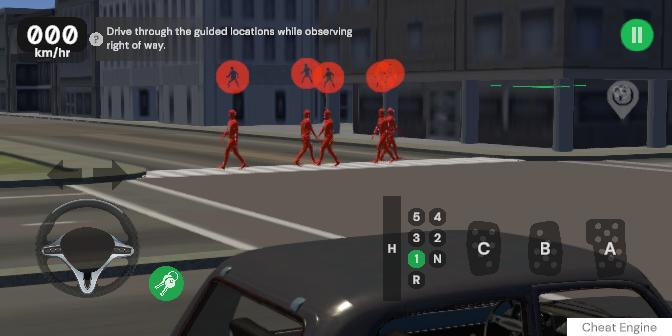 000
km/hr
? Drive through the guided locations while observing
right of way.
5 4
3 2
H 1 N
R
C B A
Cheat Engine